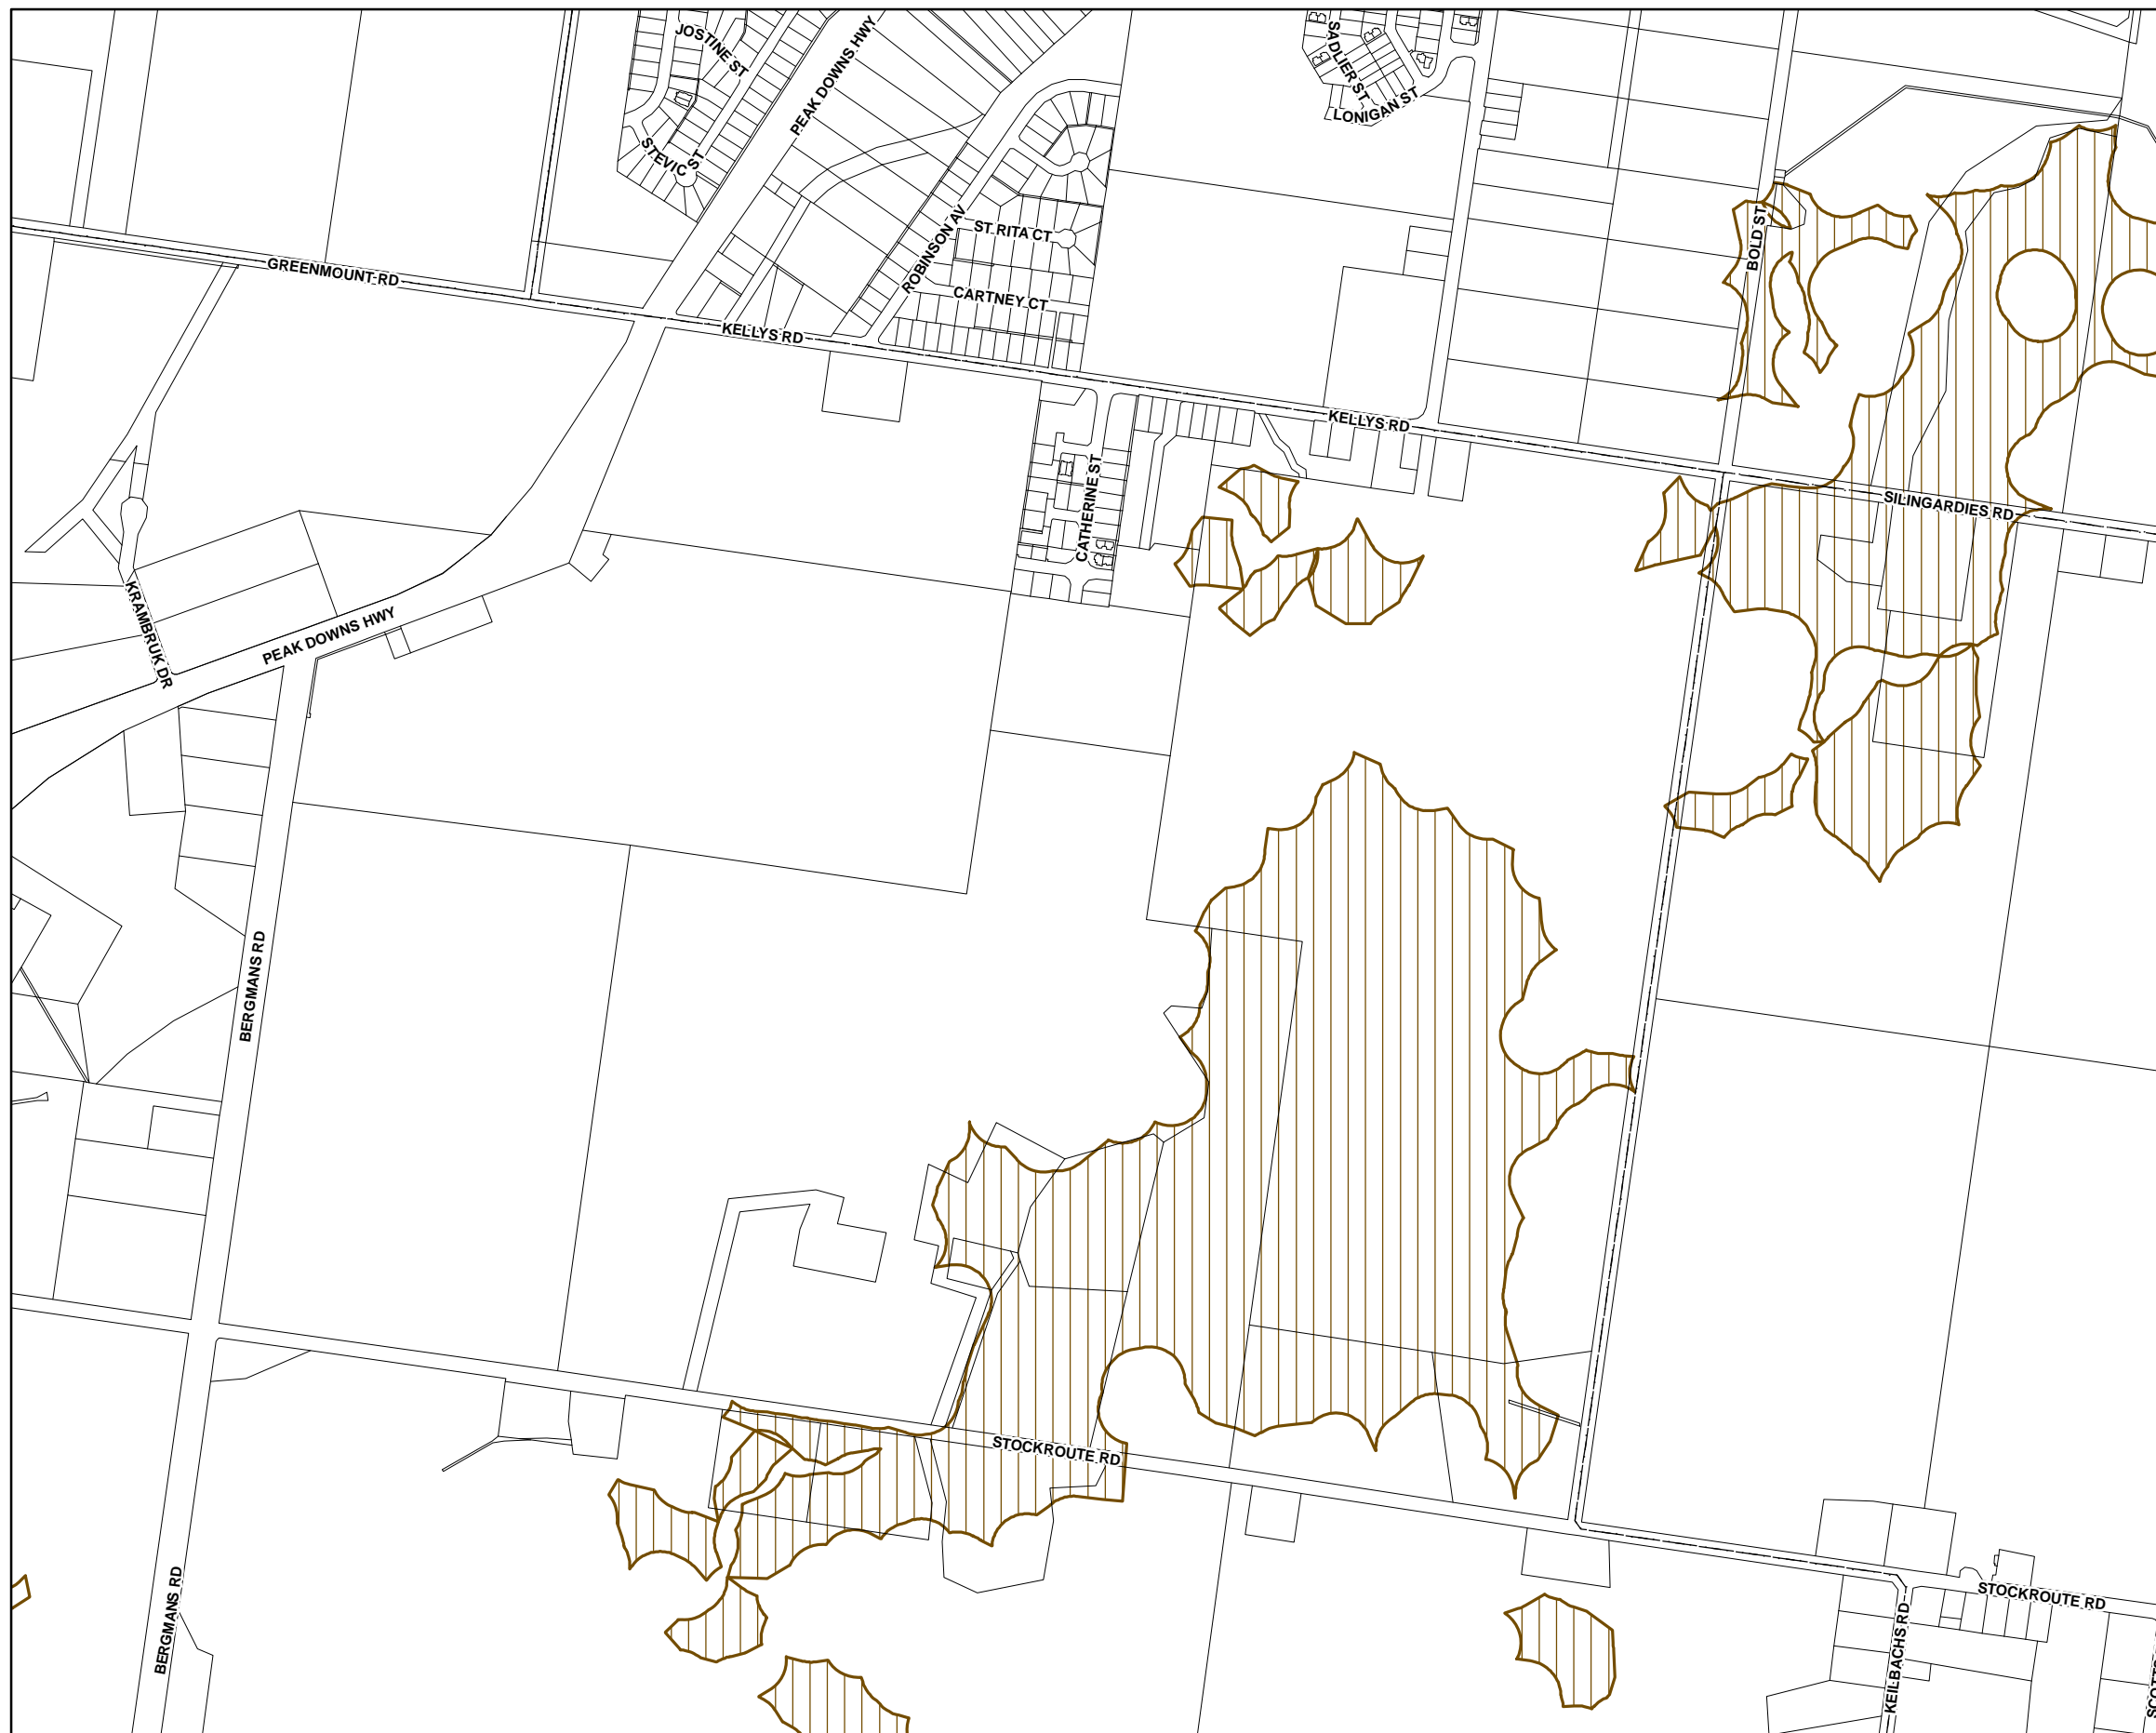 JOSTINE ST
PEAK DOWNS HWY
SADLIER ST
LONIGAN ST
STEVIC ST
ROBINSON AV
ST RITA CT
BOLD ST
GREENMOUNT RD
CARTNEY CT
KELLYS RD
KELLYS RD
CATHERINE ST
SILINGARDIES RD
KRAMBRUK DR
PEAK DOWNS HWY
BERGMANS RD
STOCKROUTE RD
STOCKROUTE RD
BERGMANS RD
KEILBACHS RD